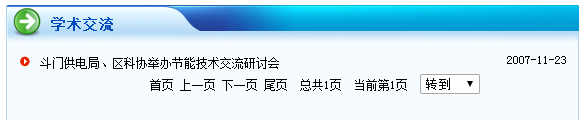 学术交流
斗门供电局、区科协举办节能技术交流研讨会 2007-11-23
首页 上一页 下一页 尾页 总共1页 当前第1页 转到